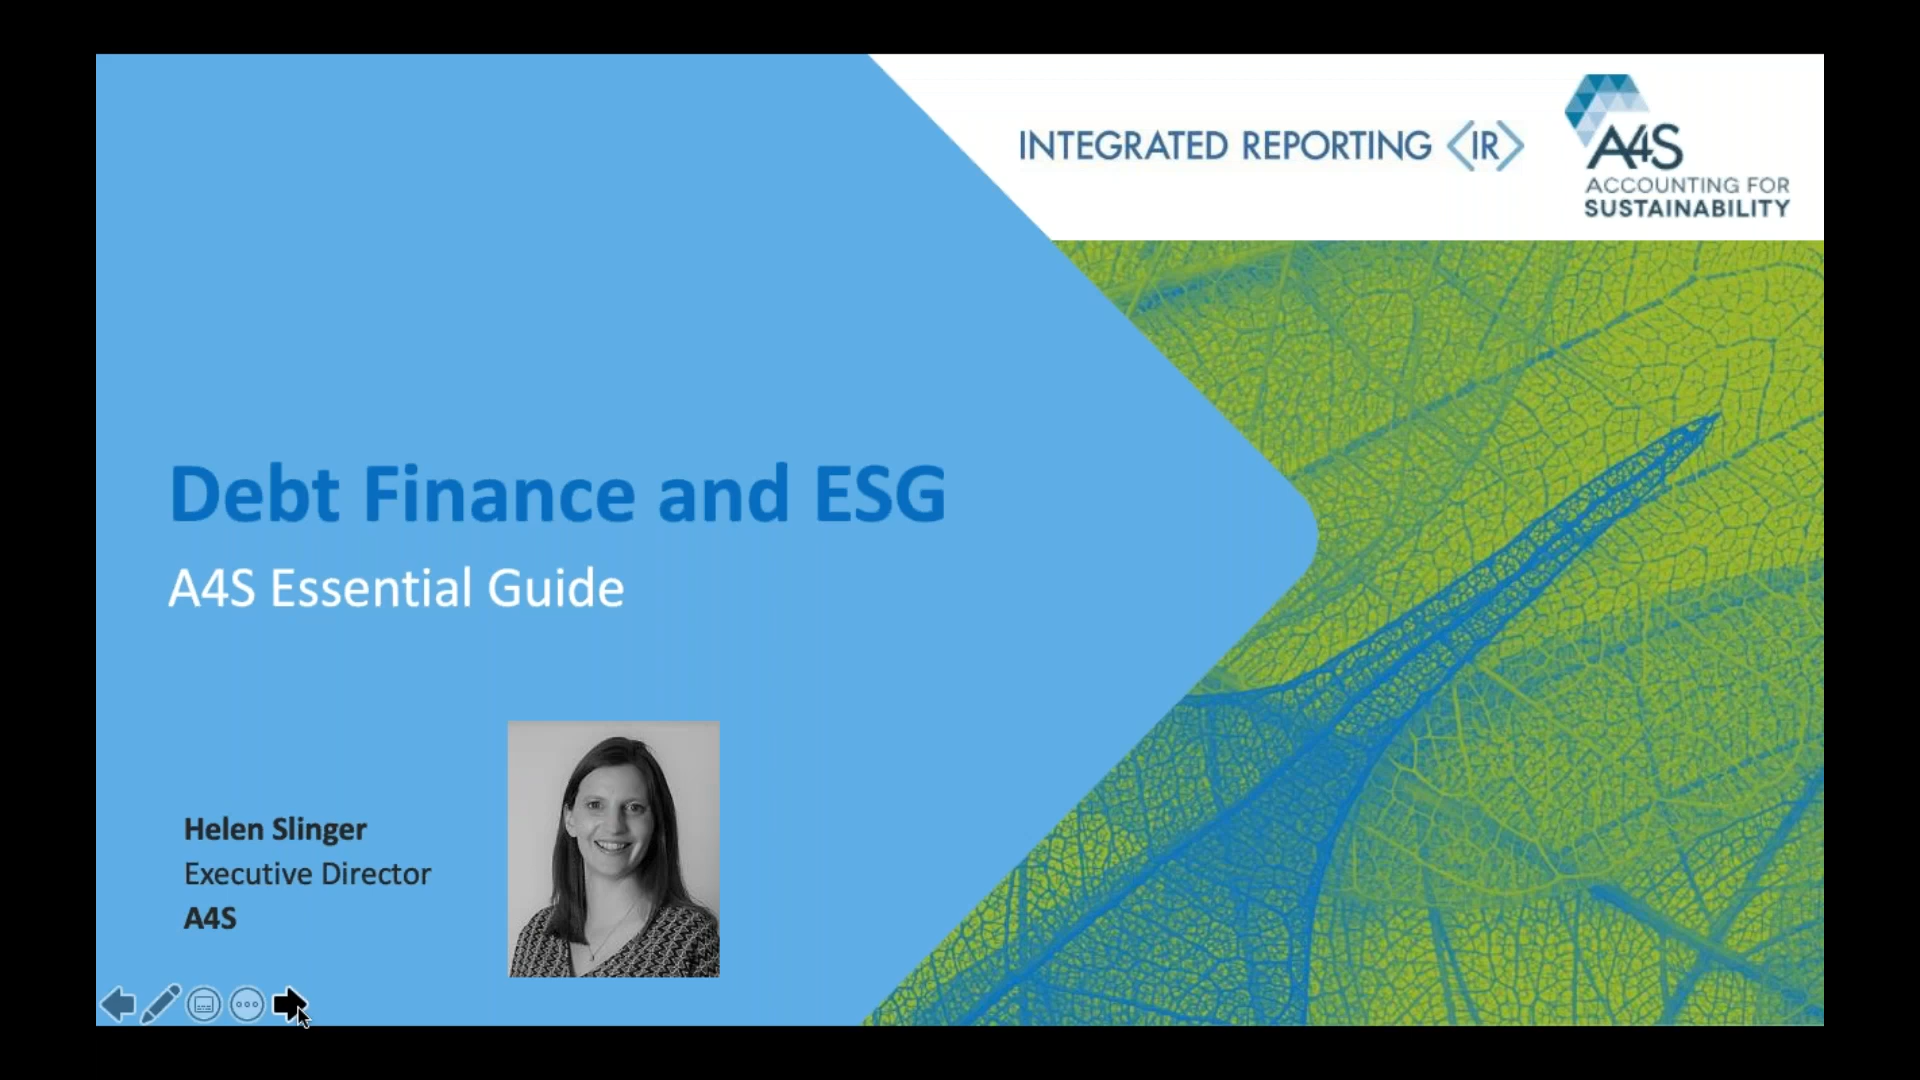 INTEGRATED REPORTING <IR>
A4S
ACCOUNTING FOR
SUSTAINABILITY
Debt Finance and ESG
A4S Essential Guide
Helen Slinger
Executive Director
A4S